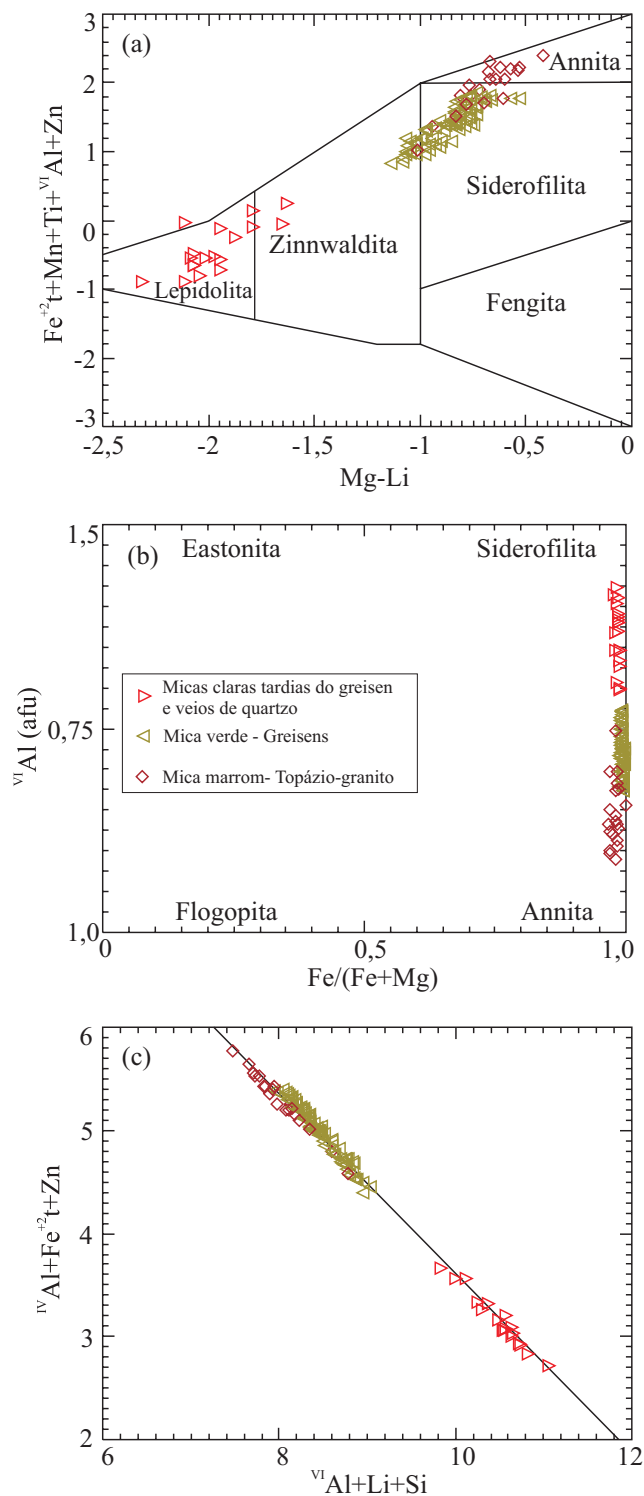 (a)
3
2
1
0
-1
-2
-3
Fe+2t+Mn+Ti+VIAl+Zn
Annita
Siderofilita
Zinnwaldita
Lepidolita
Fengita
-2,5
-2
-1,5
-1
-0,5
0
Mg-Li
(b)
1,5
0,75
1,0
VIAl (afu)
Eastonita
Siderofilita
Micas claras tardias do greisen
e veios de quartzo
Mica verde - Greisens
Mica marrom- Topázio-granito
Flogopita
Annita
0
0,5
1,0
Fe/(Fe+Mg)
(c)
6
5
4
3
2
IVAl+Fe+2t+Zn
6
8
10
12
VIAl+Li+Si